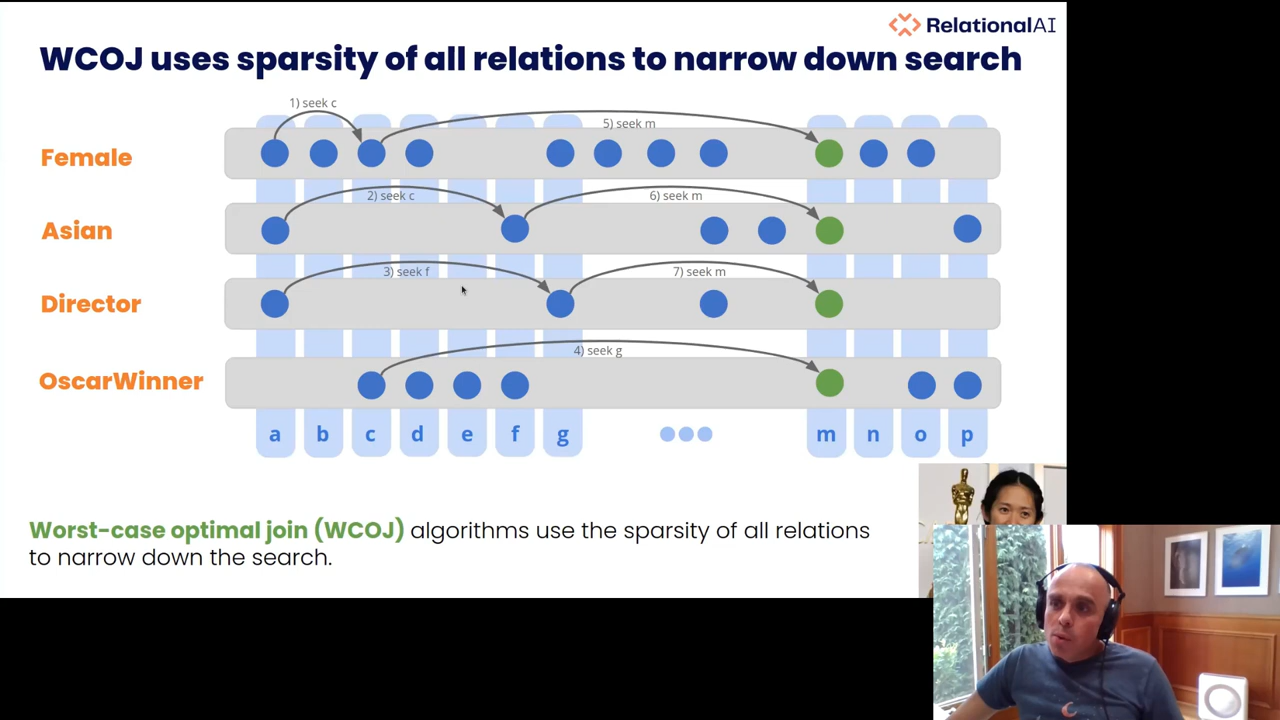 RelationalAI
WCOJ uses sparsity of all relations to narrow down search
1) seek c
5) seek m
Female
2) seek c
6) seek m
Asian
3) seek f
7) seek m
Director
4) seek g
OscarWinner
a b c d e f g m n o p
Worst-case optimal join (WCOJ) algorithms use the sparsity of all relations
to narrow down the search.